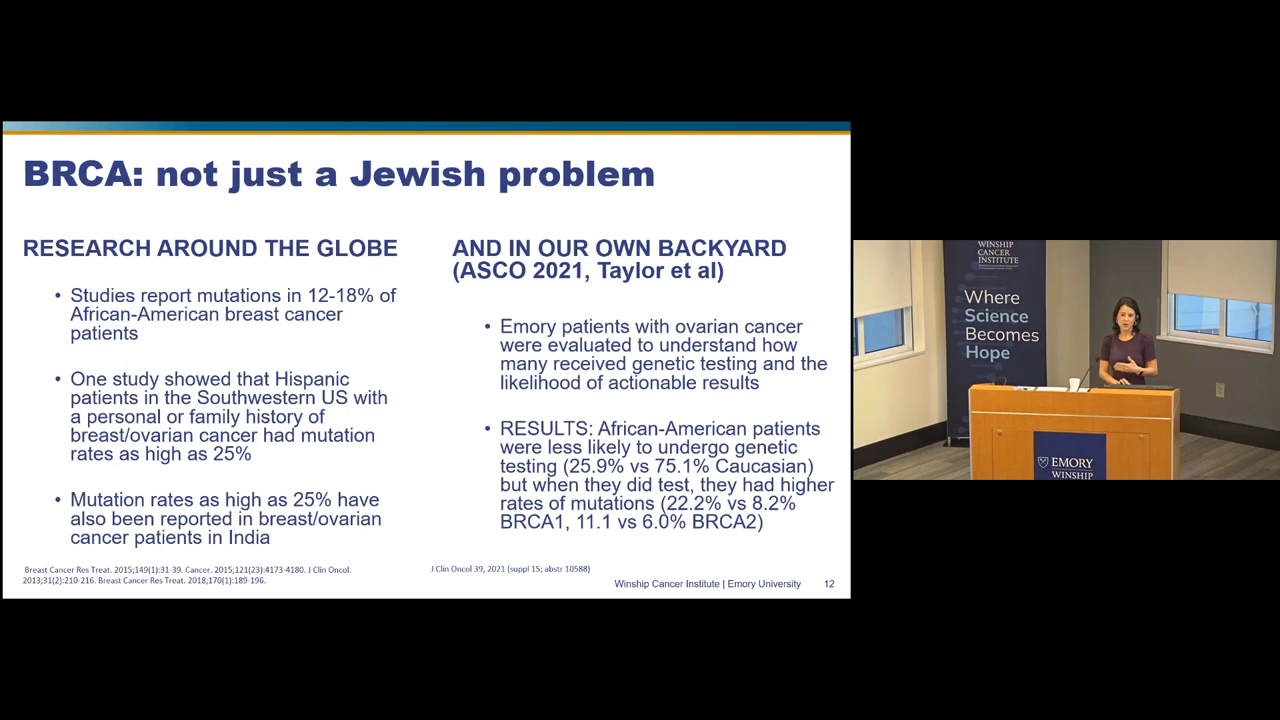 BRCA: not just a Jewish problem
RESEARCH AROUND THE GLOBE
• Studies report mutations in 12-18% of
African-American breast cancer
patients
• One study showed that Hispanic
patients in the Southwestern US with
a personal or family history of
breast/ovarian cancer had mutation
rates as high as 25%
• Mutation rates as high as 25% have
also been reported in breast/ovarian
cancer patients in India
Breast Cancer Res Treat. 2015;149(1):31-39. Cancer. 2015;121(23):4173-4180. J Clin Oncol.
2013;31(2):210-216. Breast Cancer Res Treat. 2018;170(1):189-196.
AND IN OUR OWN BACKYARD
(ASCO 2021, Taylor et al)
• Emory patients with ovarian cancer
were evaluated to understand how
many received genetic testing and the
likelihood of actionable results
• RESULTS: African-American patients
were less likely to undergo genetic
testing (25.9% vs 75.1% Caucasian)
but when they did test, they had higher
rates of mutations (22.2% vs 8.2%
BRCA1, 11.1 vs 6.0% BRCA2)
J Clin Oncol 39, 2021 (suppl 15; abstr 10588)
Winship Cancer Institute | Emory University 12
WINSHIP
CANCER
INSTITUTE
Where
Science
Becomes
Hope
EMORY
WINSHIP